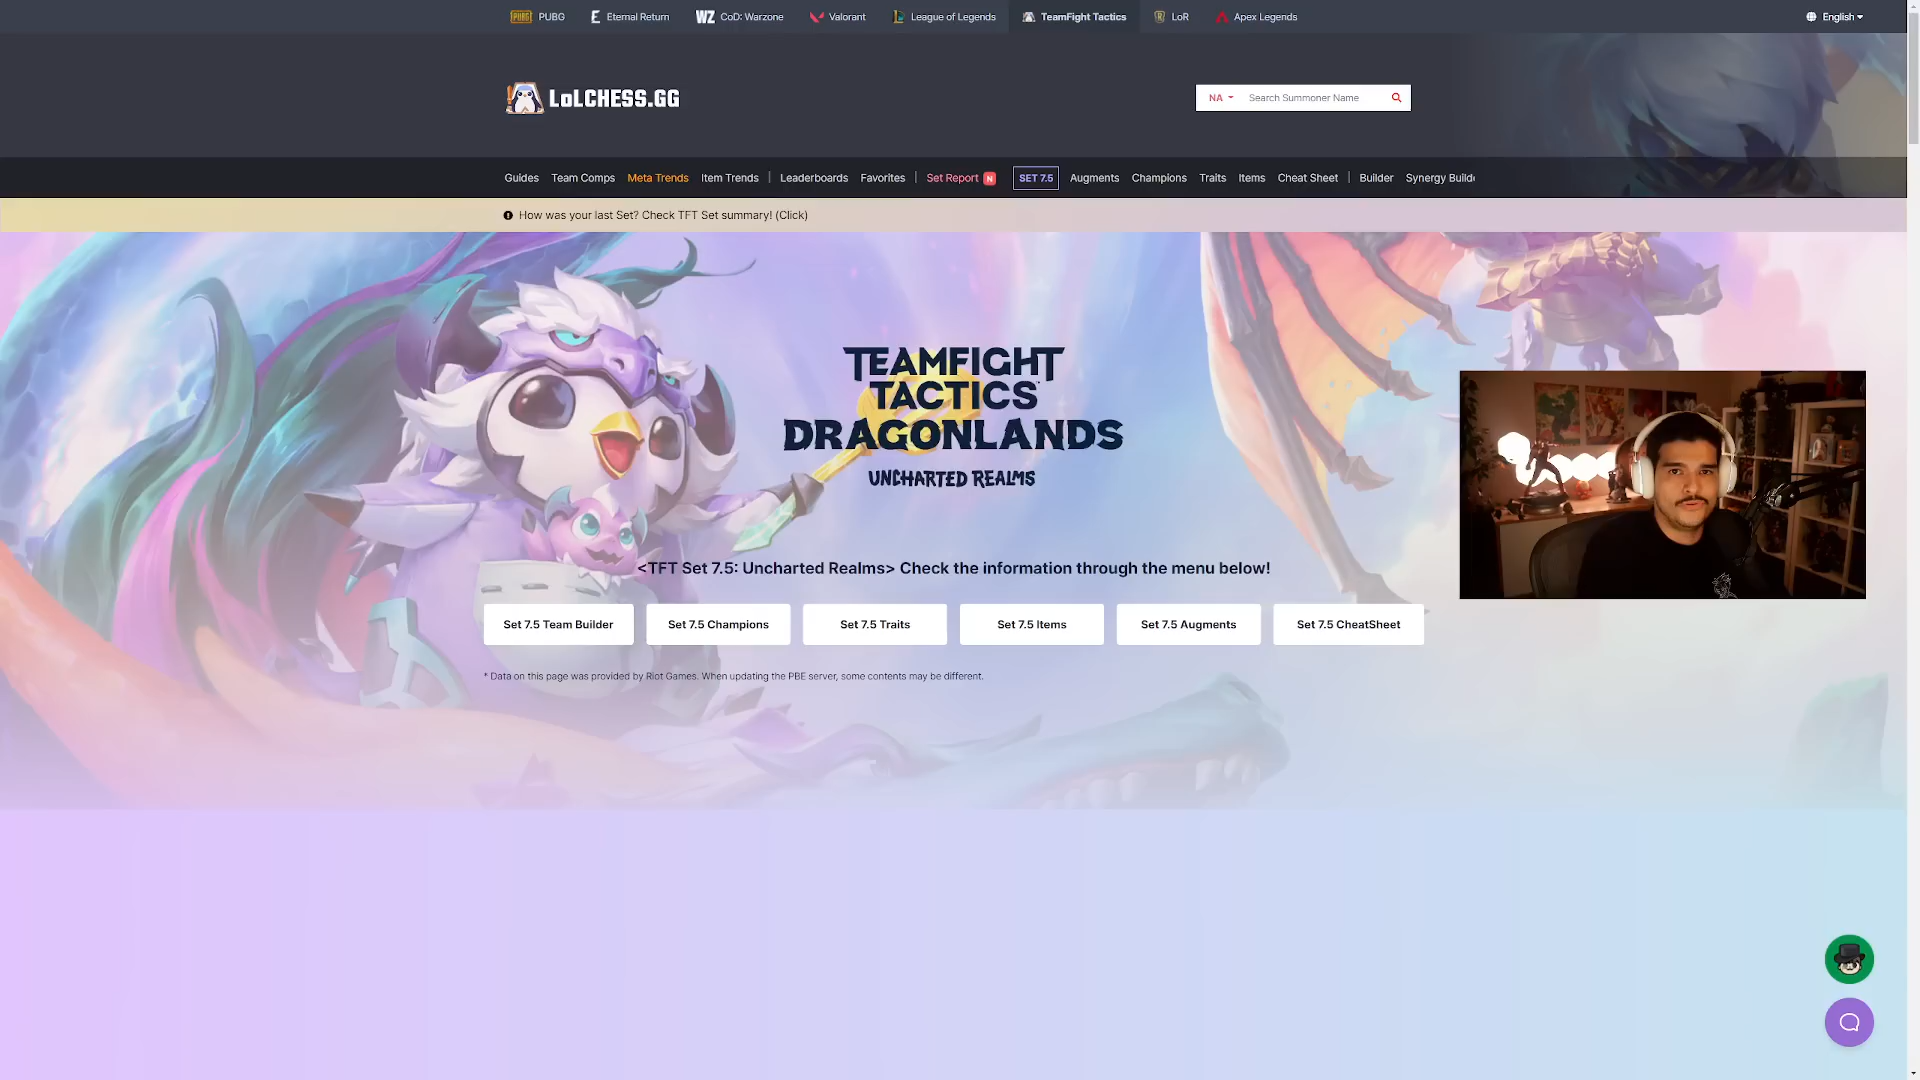 PUBG
Eternal Return
WZ CoD: Warzone
Valorant
League of Legends
TeamFight Tactics
LoR
Apex Legends
English
LoLCHESS.GG
NA
Search Summoner Name
Guides
Team Comps
Meta Trends
Item Trends
Leaderboards
Favorites
Set Report N
SET 7.5
Augments
Champions
Traits
Items
Cheat Sheet
Builder
Synergy Build
How was your last Set? Check TFT Set summary! (Click)
TEAMFIGHT
TACTICS
DRAGONLANDS
UNCHARTED REALMS
<TFT Set 7.5: Uncharted Realms> Check the information through the menu below!
Set 7.5 Team Builder
Set 7.5 Champions
Set 7.5 Traits
Set 7.5 Items
Set 7.5 Augments
Set 7.5 CheatSheet
* Data on this page was provided by Riot Games. When updating the PBE server, some contents may be different.